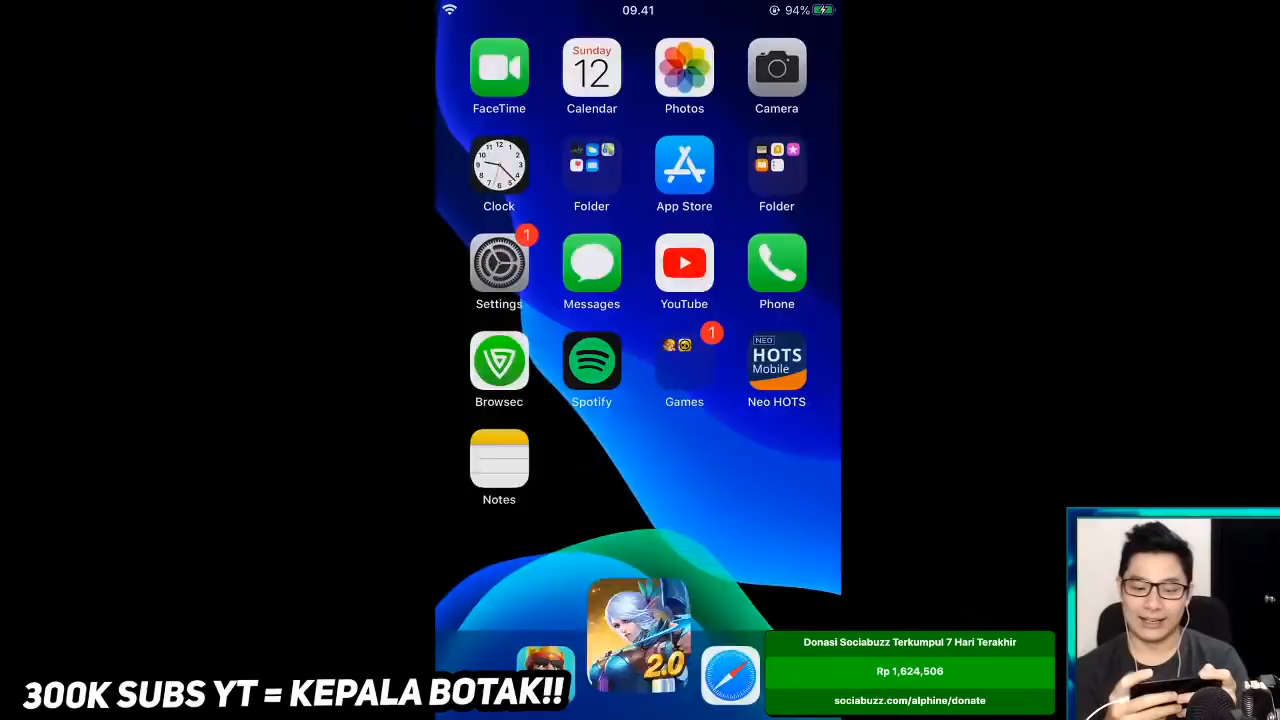 09.41
94%
Sunday
12
FaceTime
Calendar
Photos
Camera
Clock
Folder
App Store
Folder
1
Settings
Messages
YouTube
Phone
1
NEO
HOTS
Mobile
Browsec
Spotify
Games
Neo HOTS
Notes
2.0
Donasi Sociabuzz Terkumpul 7 Hari Terakhir
Rp 1,624,506
sociabuzz.com/alphine/donate
300K SUBS YT = KEPALA BOTAK!!